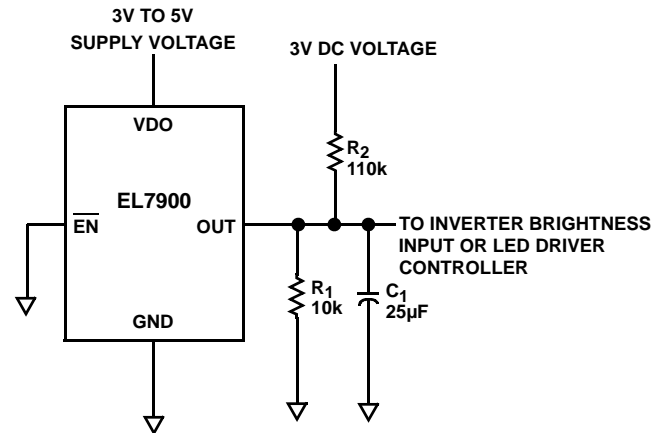 3V TO 5V
SUPPLY VOLTAGE
3V DC VOLTAGE
VDO
R2
110k
EL7900
EN
OUT
TO INVERTER BRIGHTNESS
INPUT OR LED DRIVER
CONTROLLER
R1
10k
C1
25µF
GND